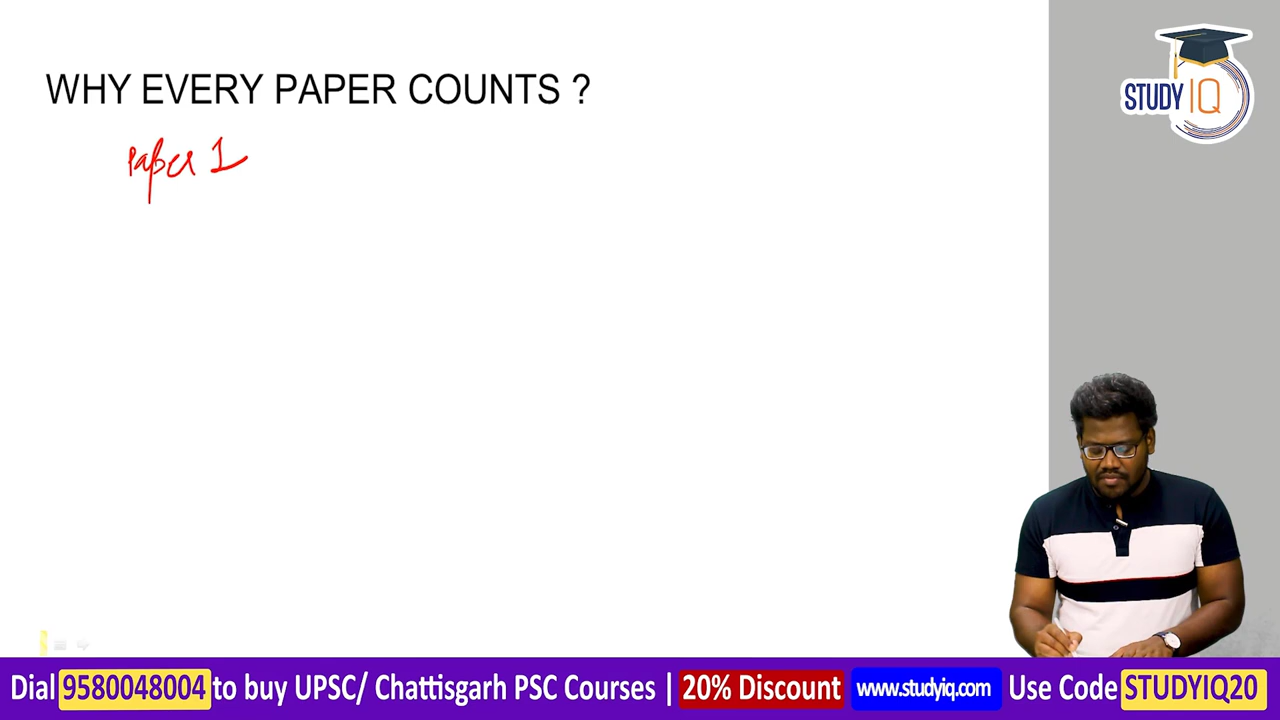 WHY EVERY PAPER COUNTS ?
STUDY IQ
Paper 1
Dial 9580048004 to buy UPSC/ Chattisgarh PSC Courses | 20% Discount www.studyiq.com Use Code STUDYIQ20